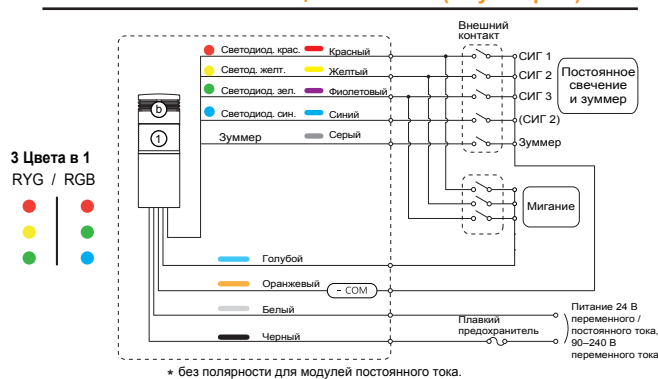 Внешний
контакт
Светодиод. крас. Красный СИГ 1
Светод. желт. Желтый СИГ 2
Светодиод. зел. Фиолетовый СИГ 3
Светодиод. син. Синий (СИГ 2)
Зуммер Серый Зуммер
Постоянное
свечение
и зуммер
b
1
3 Цвета в 1
RYG / RGB
Мигание
Голубой
Оранжевый - COM
Белый
Черный
Плавкий
предохранитель
Питание 24 В
переменного /
постоянного тока,
90–240 В
переменного тока
* без полярности для модулей постоянного тока.